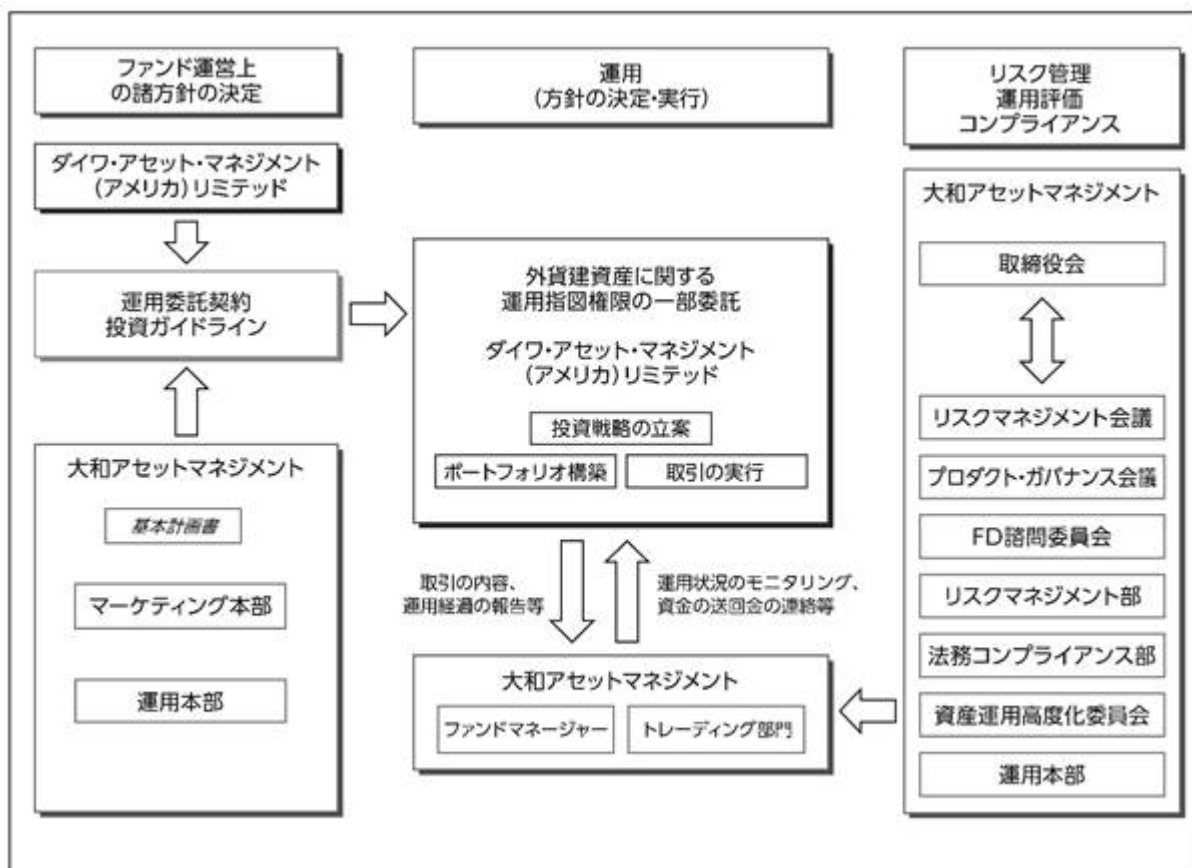 ファンド運営上
の諸方針の決定
ダイワ・アセット・マネジメント
(アメリカ)リミテッド
運用委託契約
投資ガイドライン
大和アセットマネジメント
基本計画書
マーケティング本部
運用本部
運用
(方針の決定・実行)
外貨建資産に関する
運用指図権限の一部委託
ダイワ・アセット・マネジメント
(アメリカ)リミテッド
投資戦略の立案
ポートフォリオ構築
取引の実行
取引の内容、
運用経過の報告等
運用状況のモニタリング、
資金の送回金の連絡等
大和アセットマネジメント
ファンドマネージャー
トレーディング部門
リスク管理
運用評価
コンプライアンス
大和アセットマネジメント
取締役会
リスクマネジメント会議
プロダクト・ガバナンス会議
FD諮問委員会
リスクマネジメント部
法務コンプライアンス部
資産運用高度化委員会
運用本部